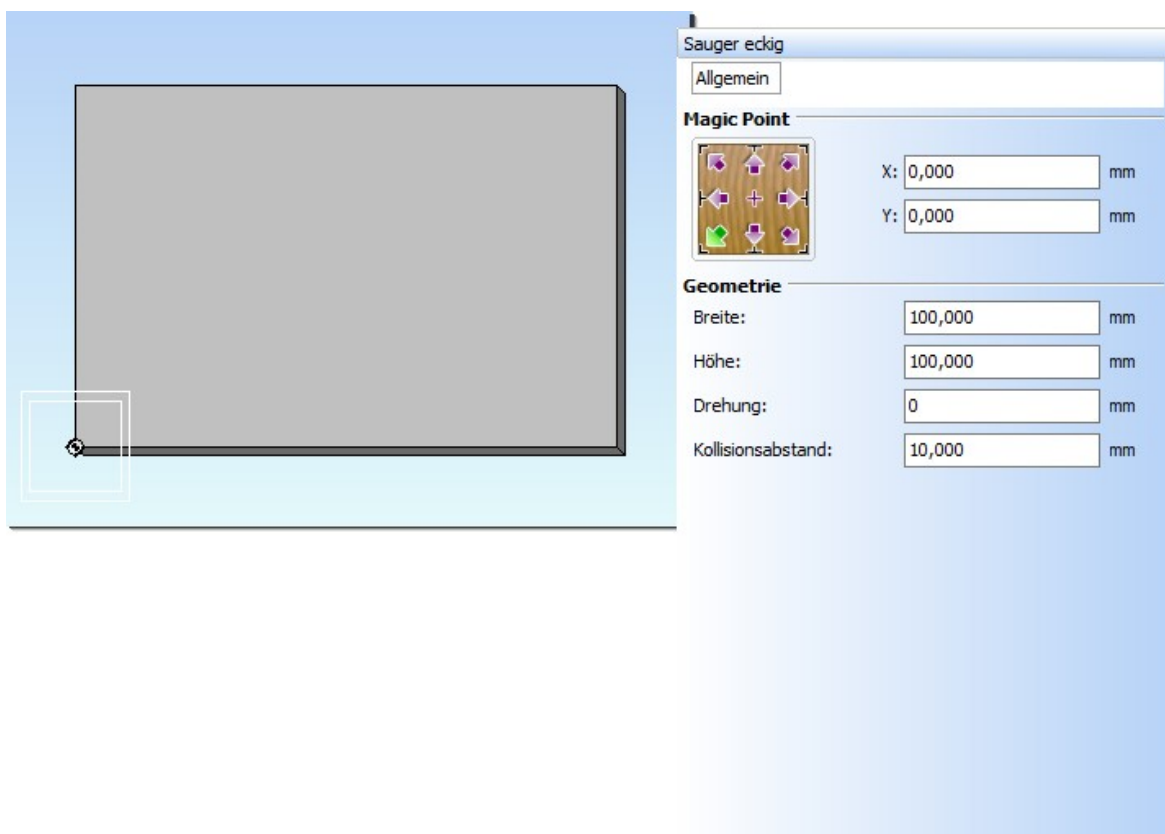 Sauger eckig
Allgemein
Magic Point
X: 0,000 mm
Y: 0,000 mm
Geometrie
Breite: 100,000 mm
Höhe: 100,000 mm
Drehung: 0 mm
Kollisionsabstand: 10,000 mm